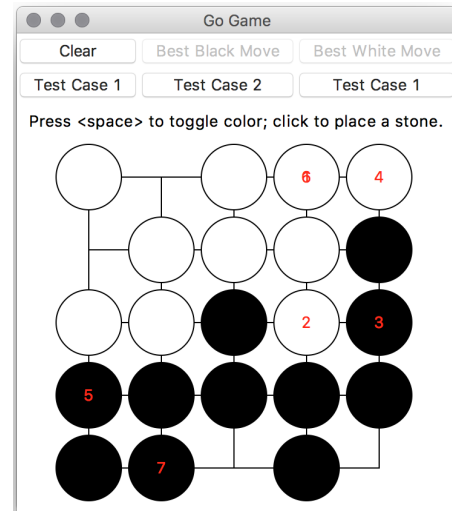 Go Game
Clear Best Black Move Best White Move
Test Case 1 Test Case 2 Test Case 1
Press <space> to toggle color; click to place a stone.
4
2 3
5
7